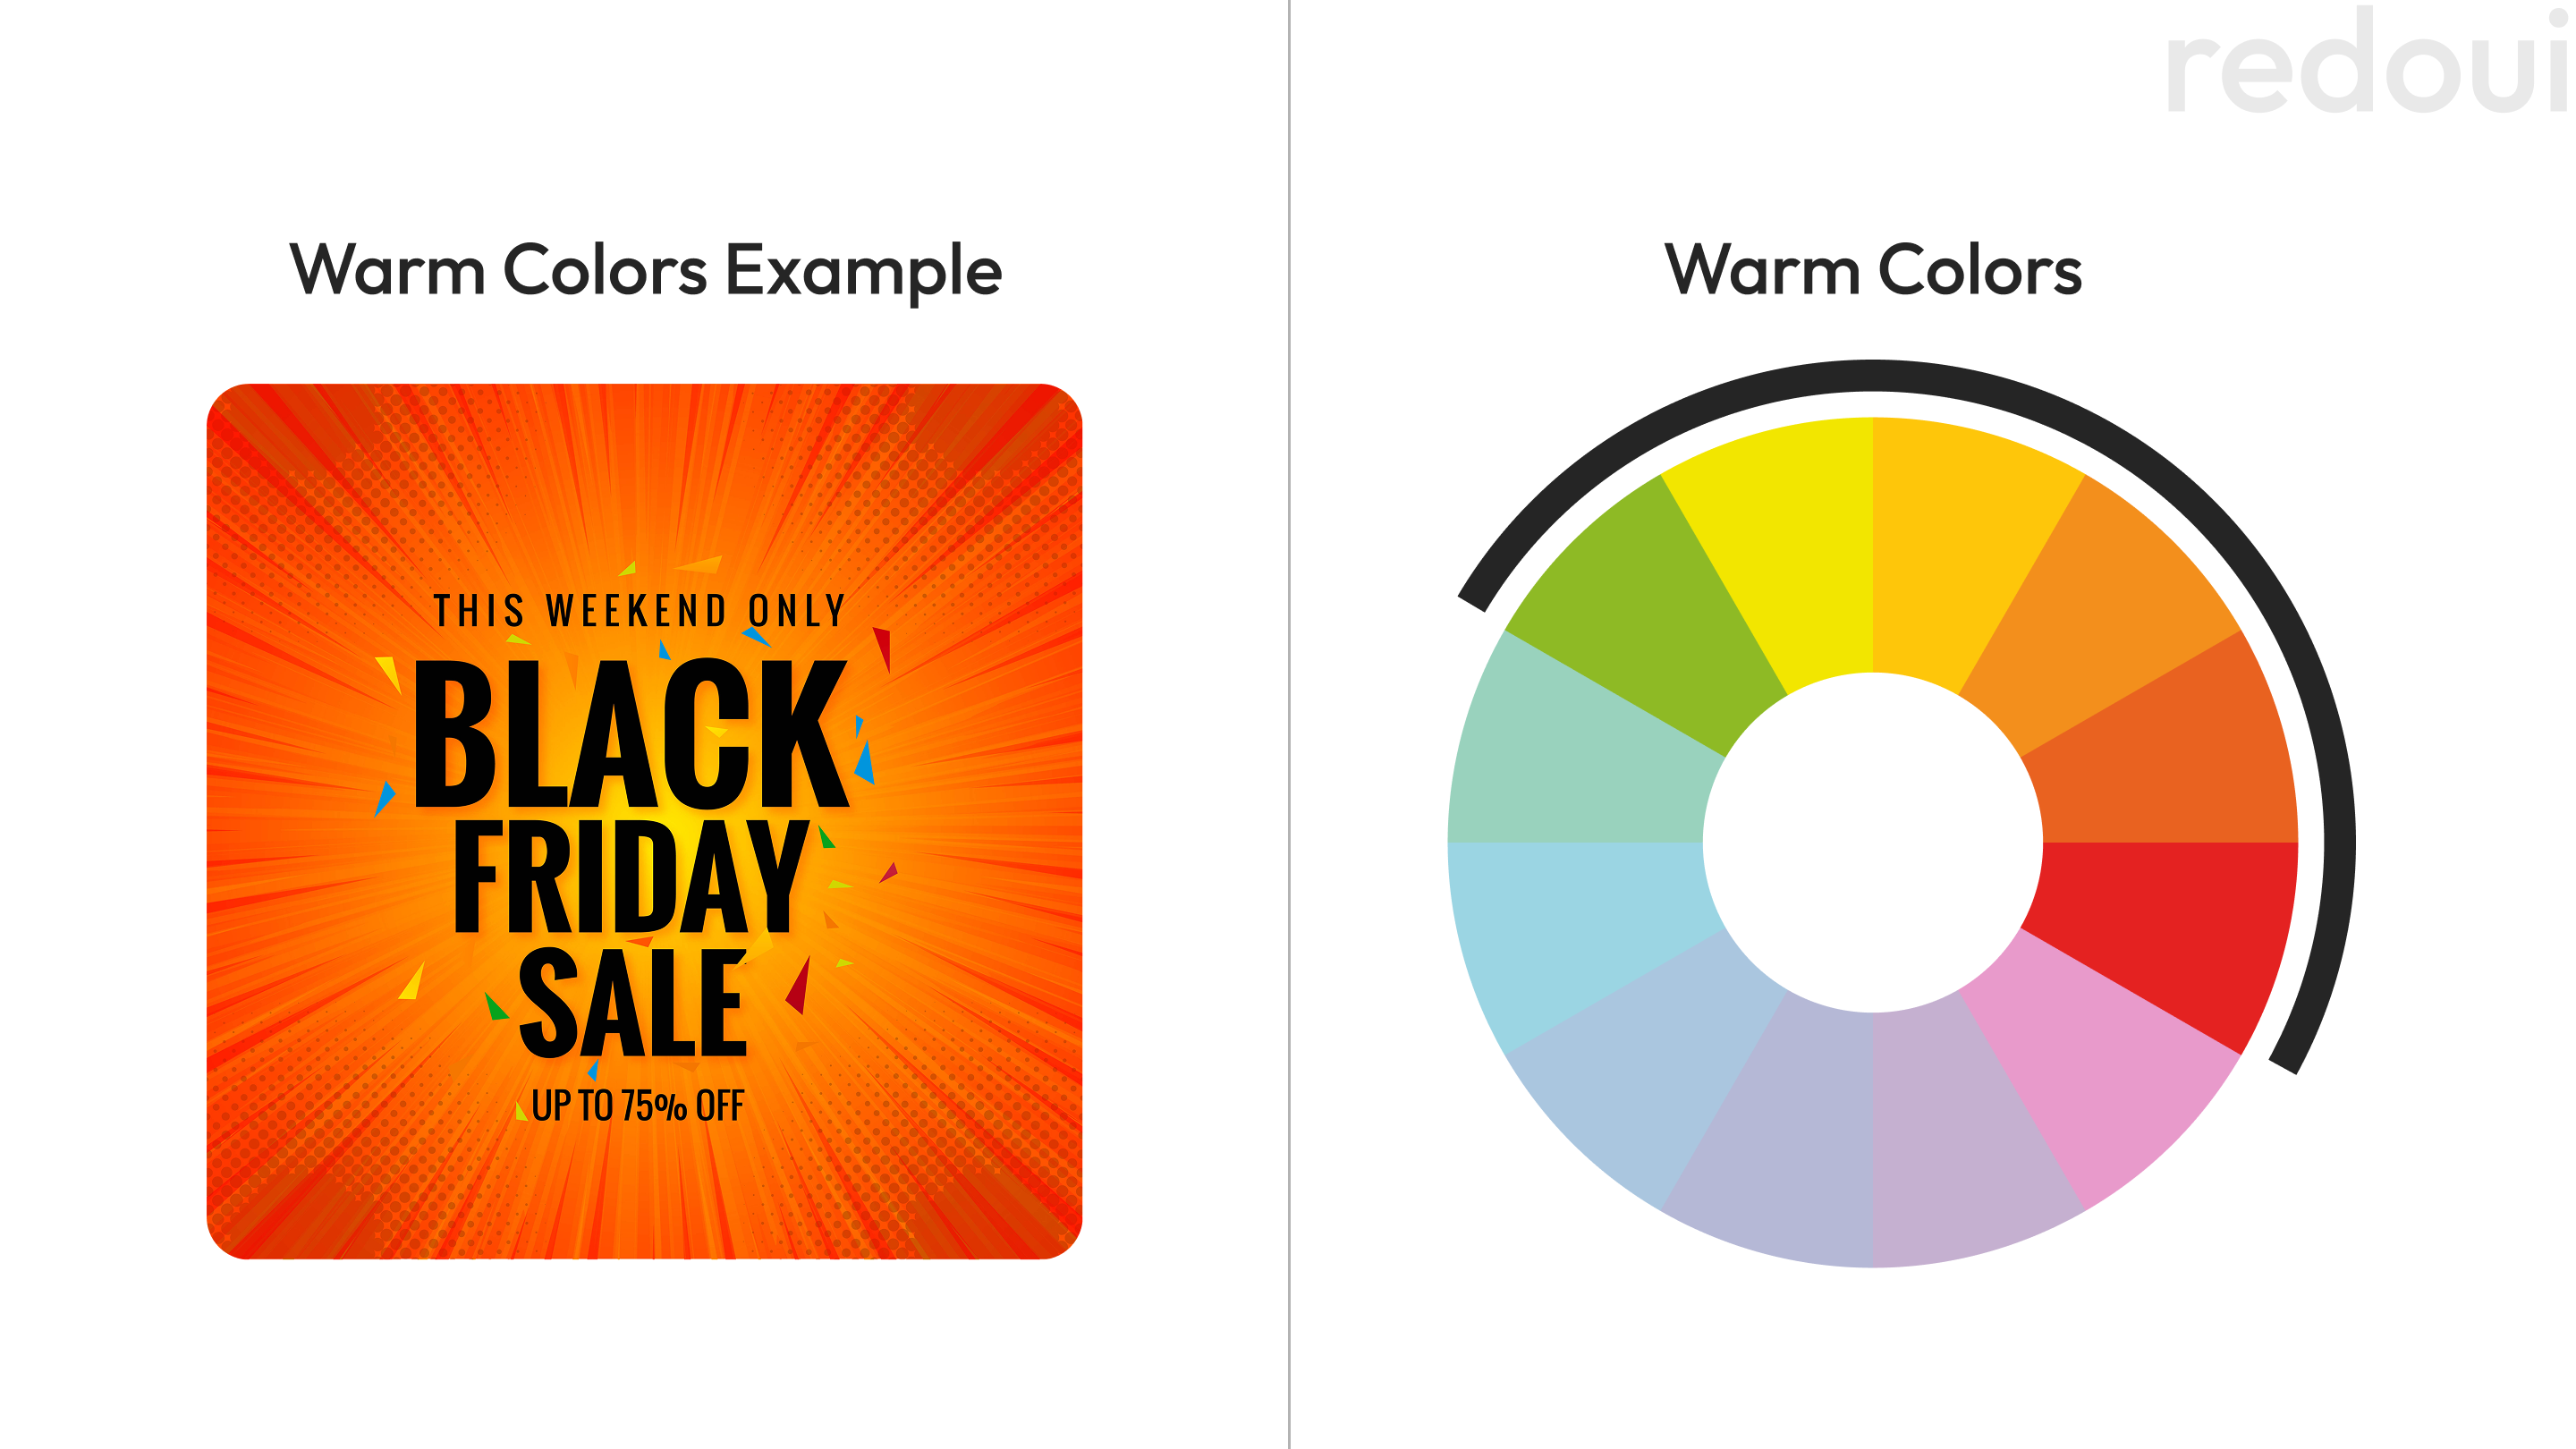 redoui
Warm Colors Example
Warm Colors
THIS WEEKEND ONLY
BLACK
FRIDAY
SALE
UP TO 75% OFF